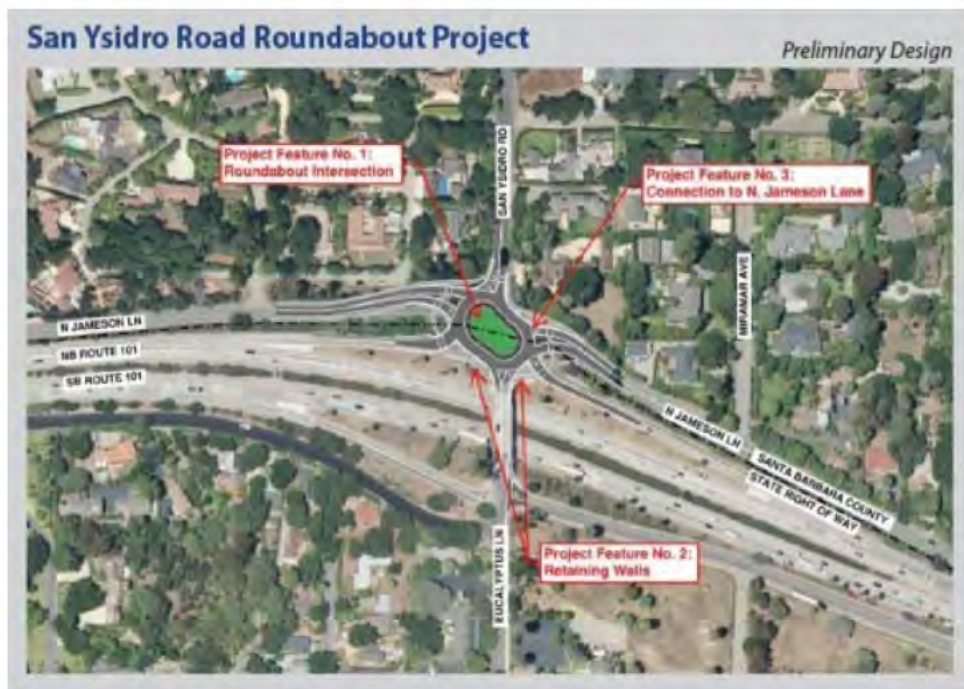 San Ysidro Road Roundabout Project
Preliminary Design
SAN YSIDRO RD
Project Feature No. 1:
Roundabout Intersection
Project Feature No. 3:
Connection to N. Jameson Lane
MIRAMAR AVE
N JAMESON LN
NB ROUTE 101
SB ROUTE 101
N JAMESON LN
SANTA BARBARA COUNTY
STATE RIGHT OF WAY
EUCALYPTUS LN
Project Feature No. 2:
Retaining Walls